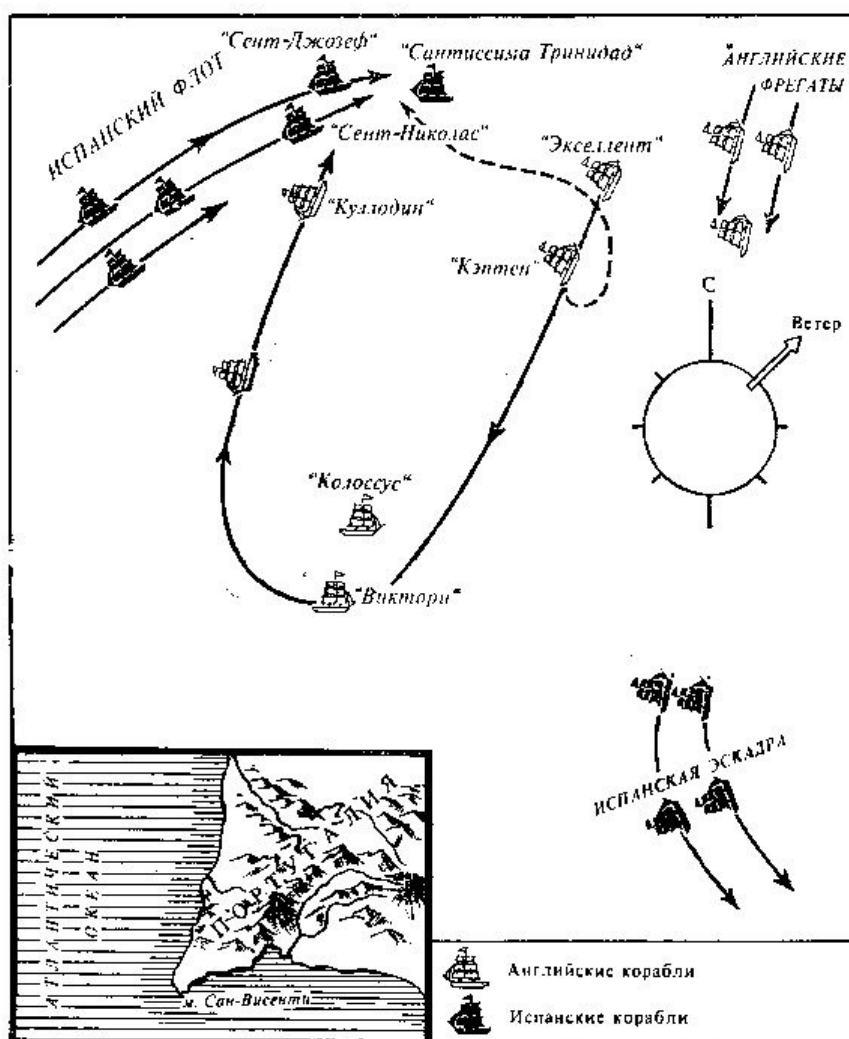 "Сент-Джозеф"
"Сантиссима Тринидад"
"АНГЛИЙСКИЕ
ФРЕГАТЫ
ИСПАНСКИЙ ФЛОТ
"Сент-Николас"
"Экселлент"
"Куллодин"
"Кэптен"
С
Ветер
"Колоссус"
"Виктори"
ИСПАНСКАЯ ЭСКАДРА
АТЛАНТИЧЕСКИЙ
ОКЕАН
ПОРТУГАЛИЯ
м. Сан-Висенти
Английские корабли
Испанские корабли